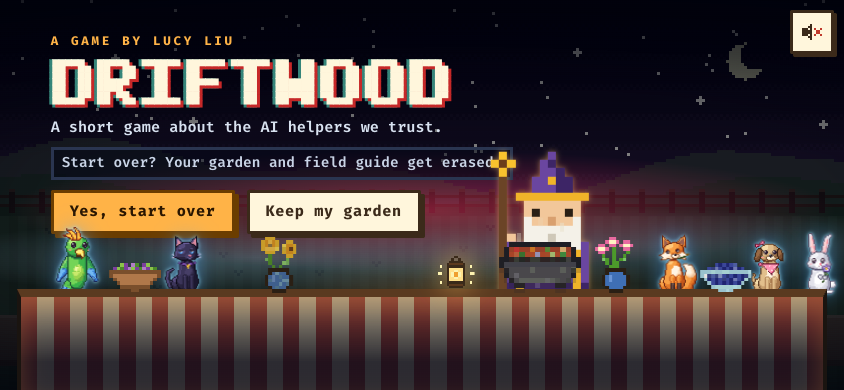 A GAME BY LUCY LIU
DRIFTWOOD
A short game about the AI helpers we trust.
Start over? Your garden and field guide get erased
Yes, start over
Keep my garden